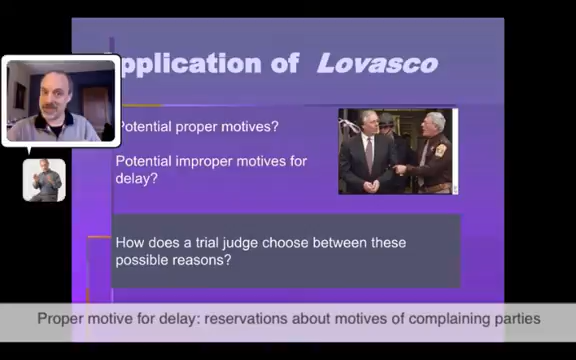 pplication of Lovasco
Potential proper motives?
Potential improper motives for
delay?
How does a trial judge choose between these
possible reasons?
Proper motive for delay: reservations about motives of complaining parties